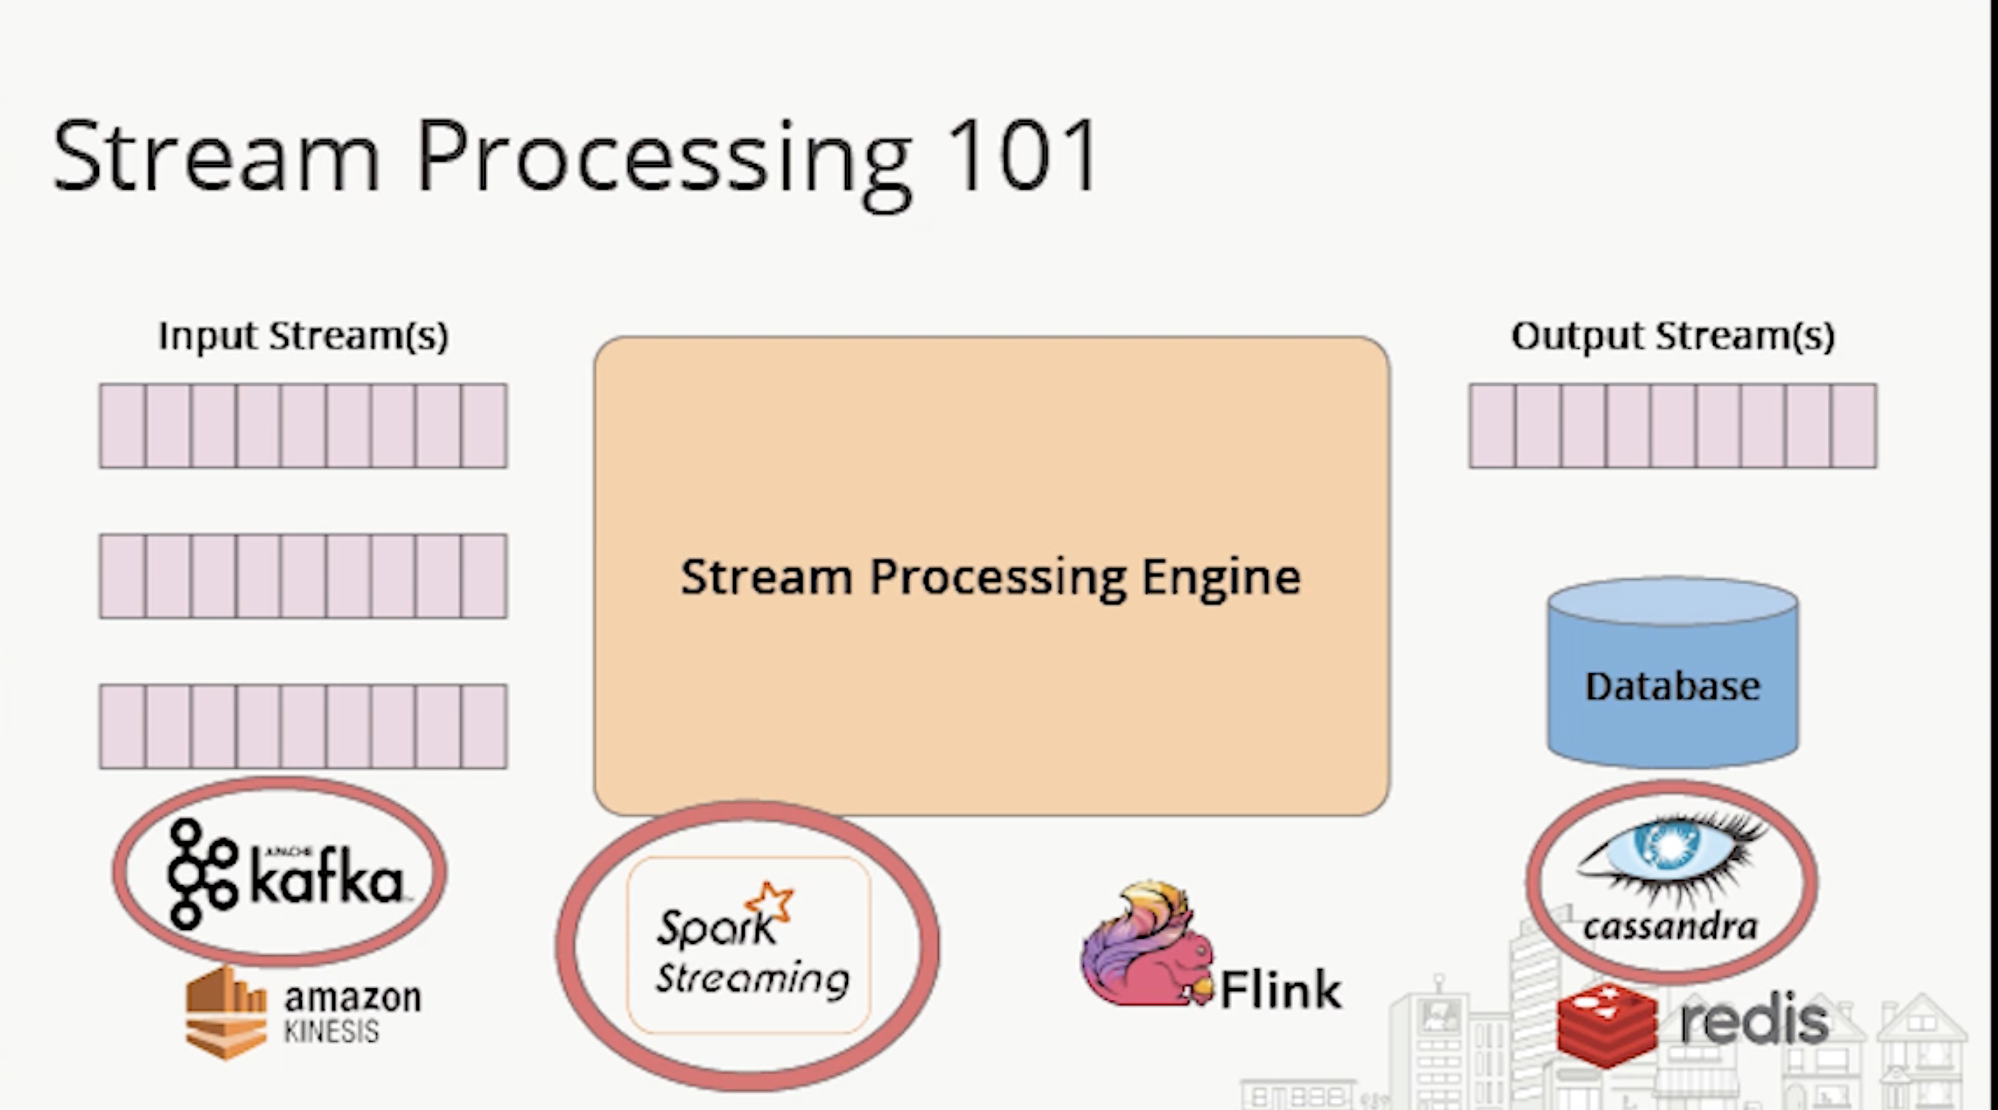 Stream Processing 101
Input Stream(s)
Output Stream(s)
Stream Processing Engine
Database
APACHE
kafka
amazon
KINESIS
Spark
Streaming
Flink
cassandra
redis